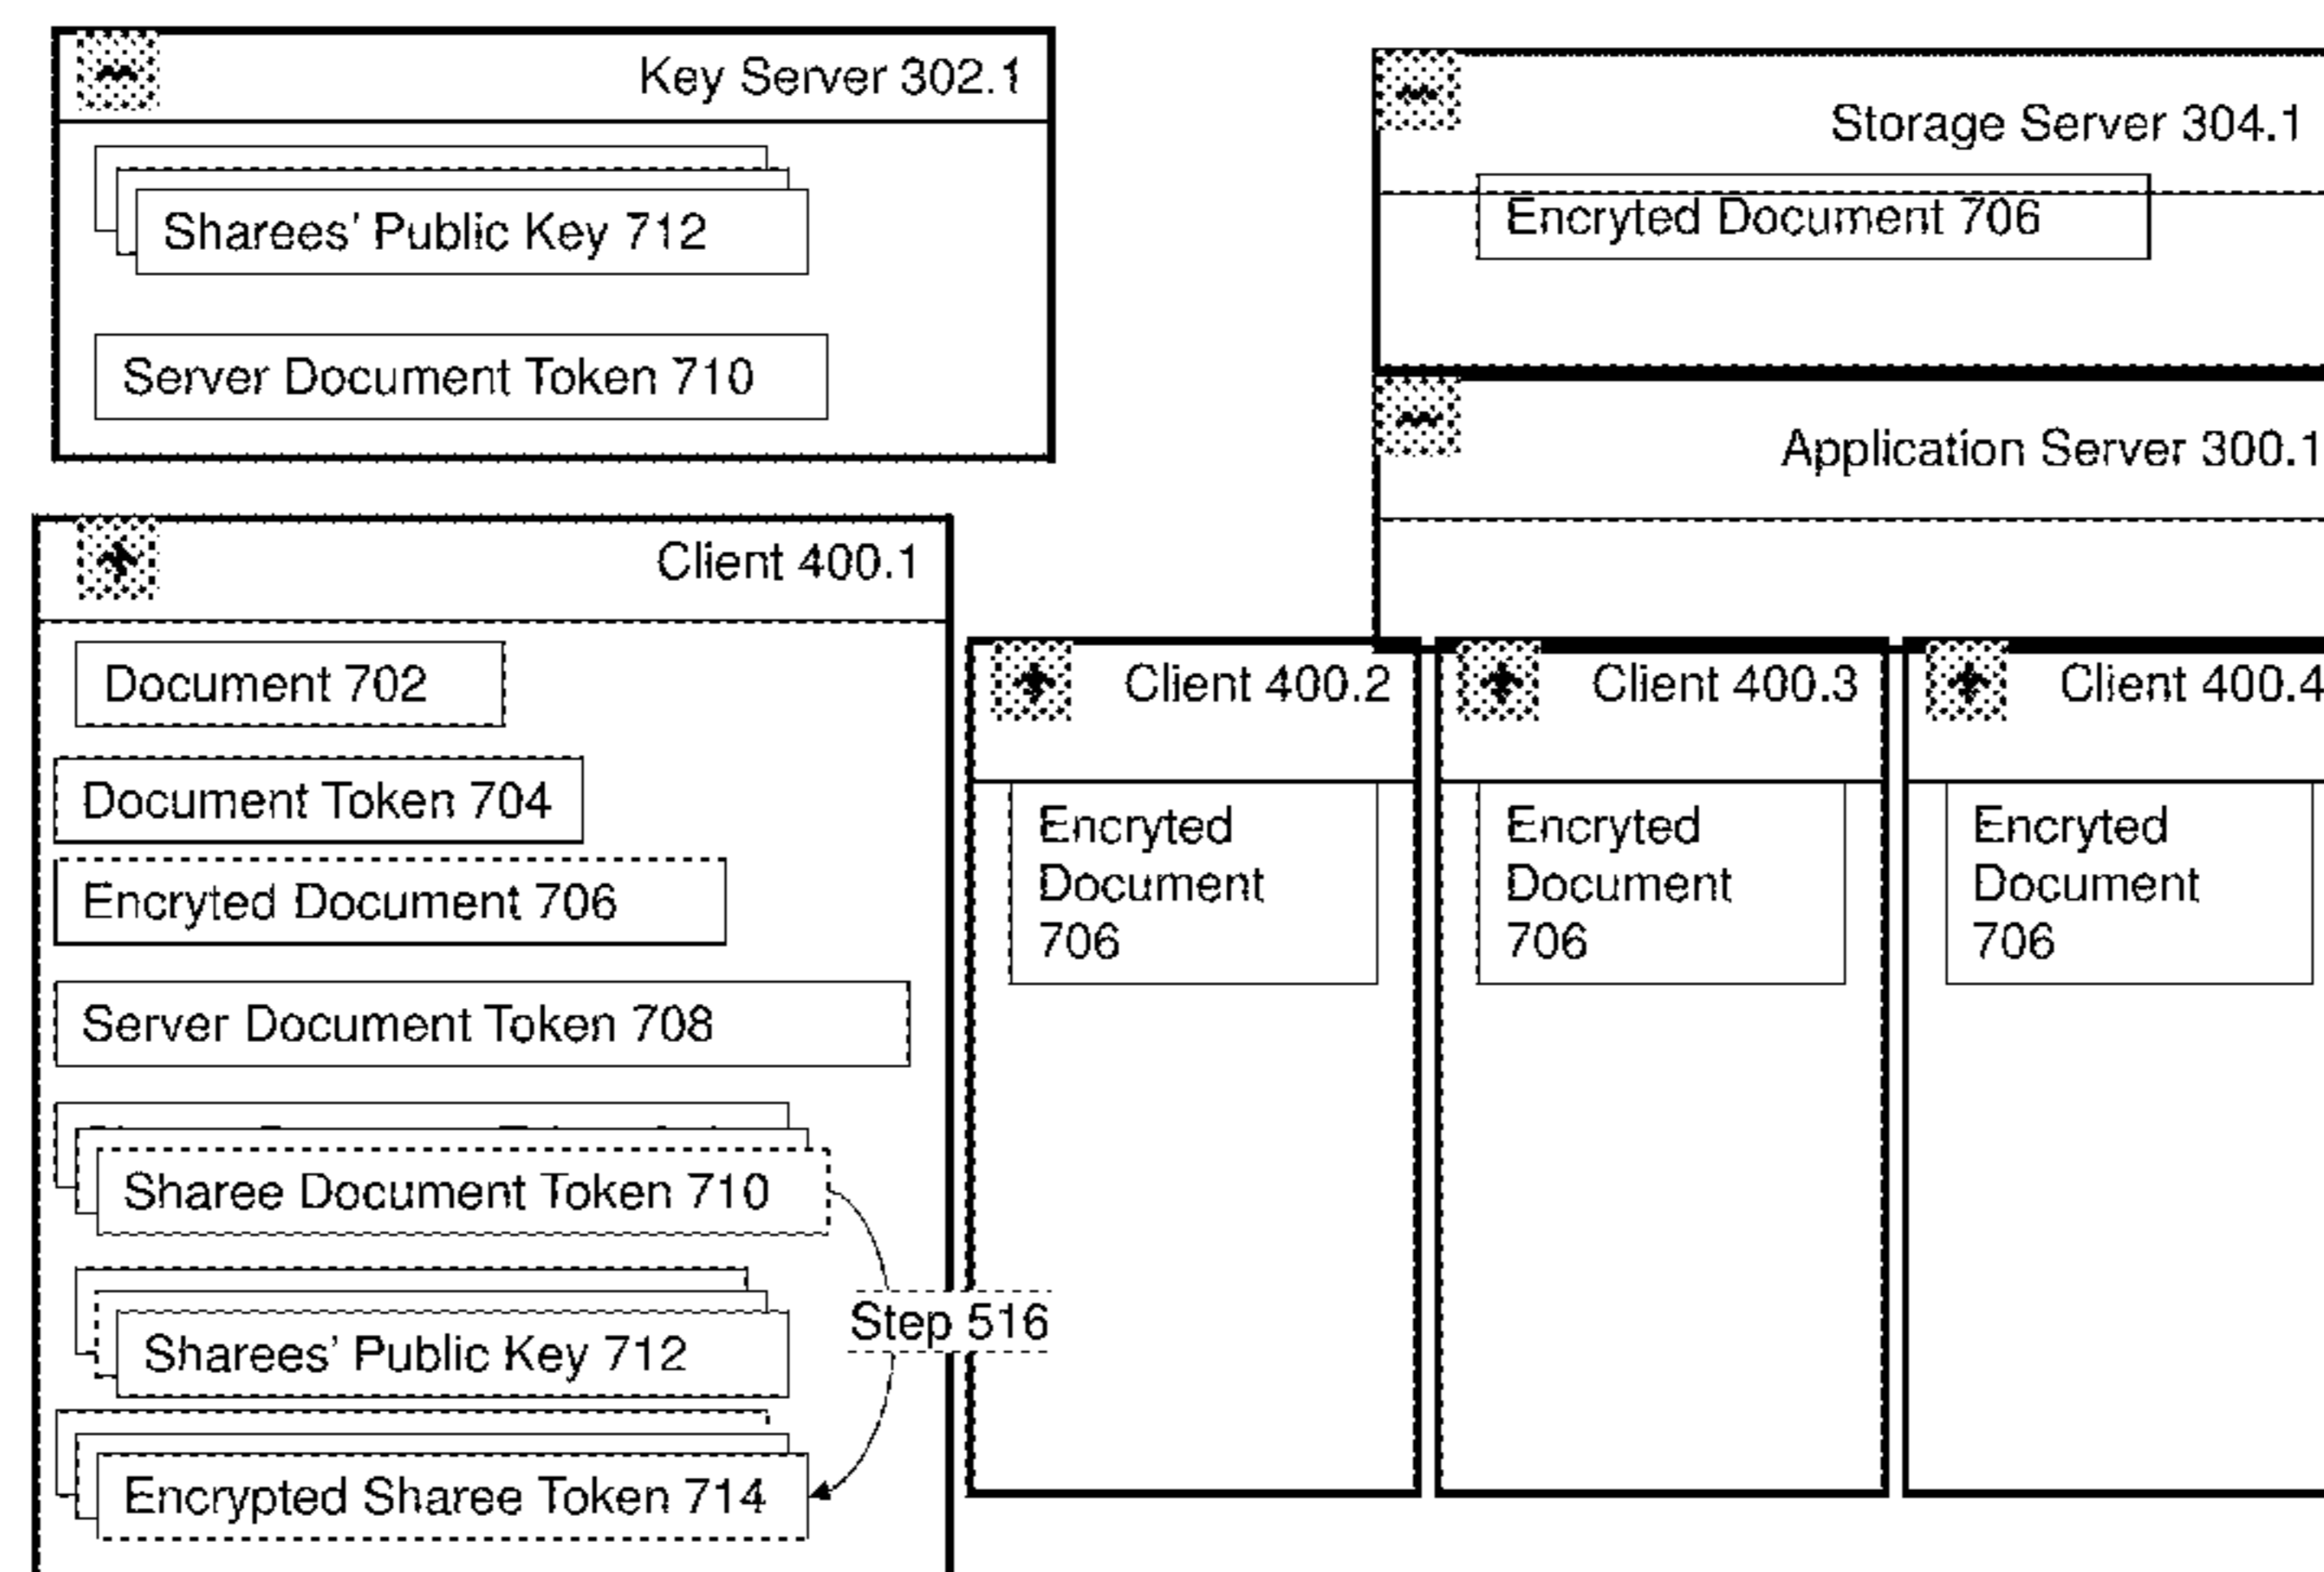 Key Server 302.1
Sharees' Public Key 712
Server Document Token 710
Storage Server 304.1
Encryted Document 706
Application Server 300.1
Client 400.1
Document 702
Document Token 704
Encryted Document 706
Server Document Token 708
Sharee Document Token 710
Step 516
Sharees' Public Key 712
Encrypted Sharee Token 714
Client 400.2
Encryted
Document
706
Client 400.3
Encryted
Document
706
Client 400.4
Encryted
Document
706